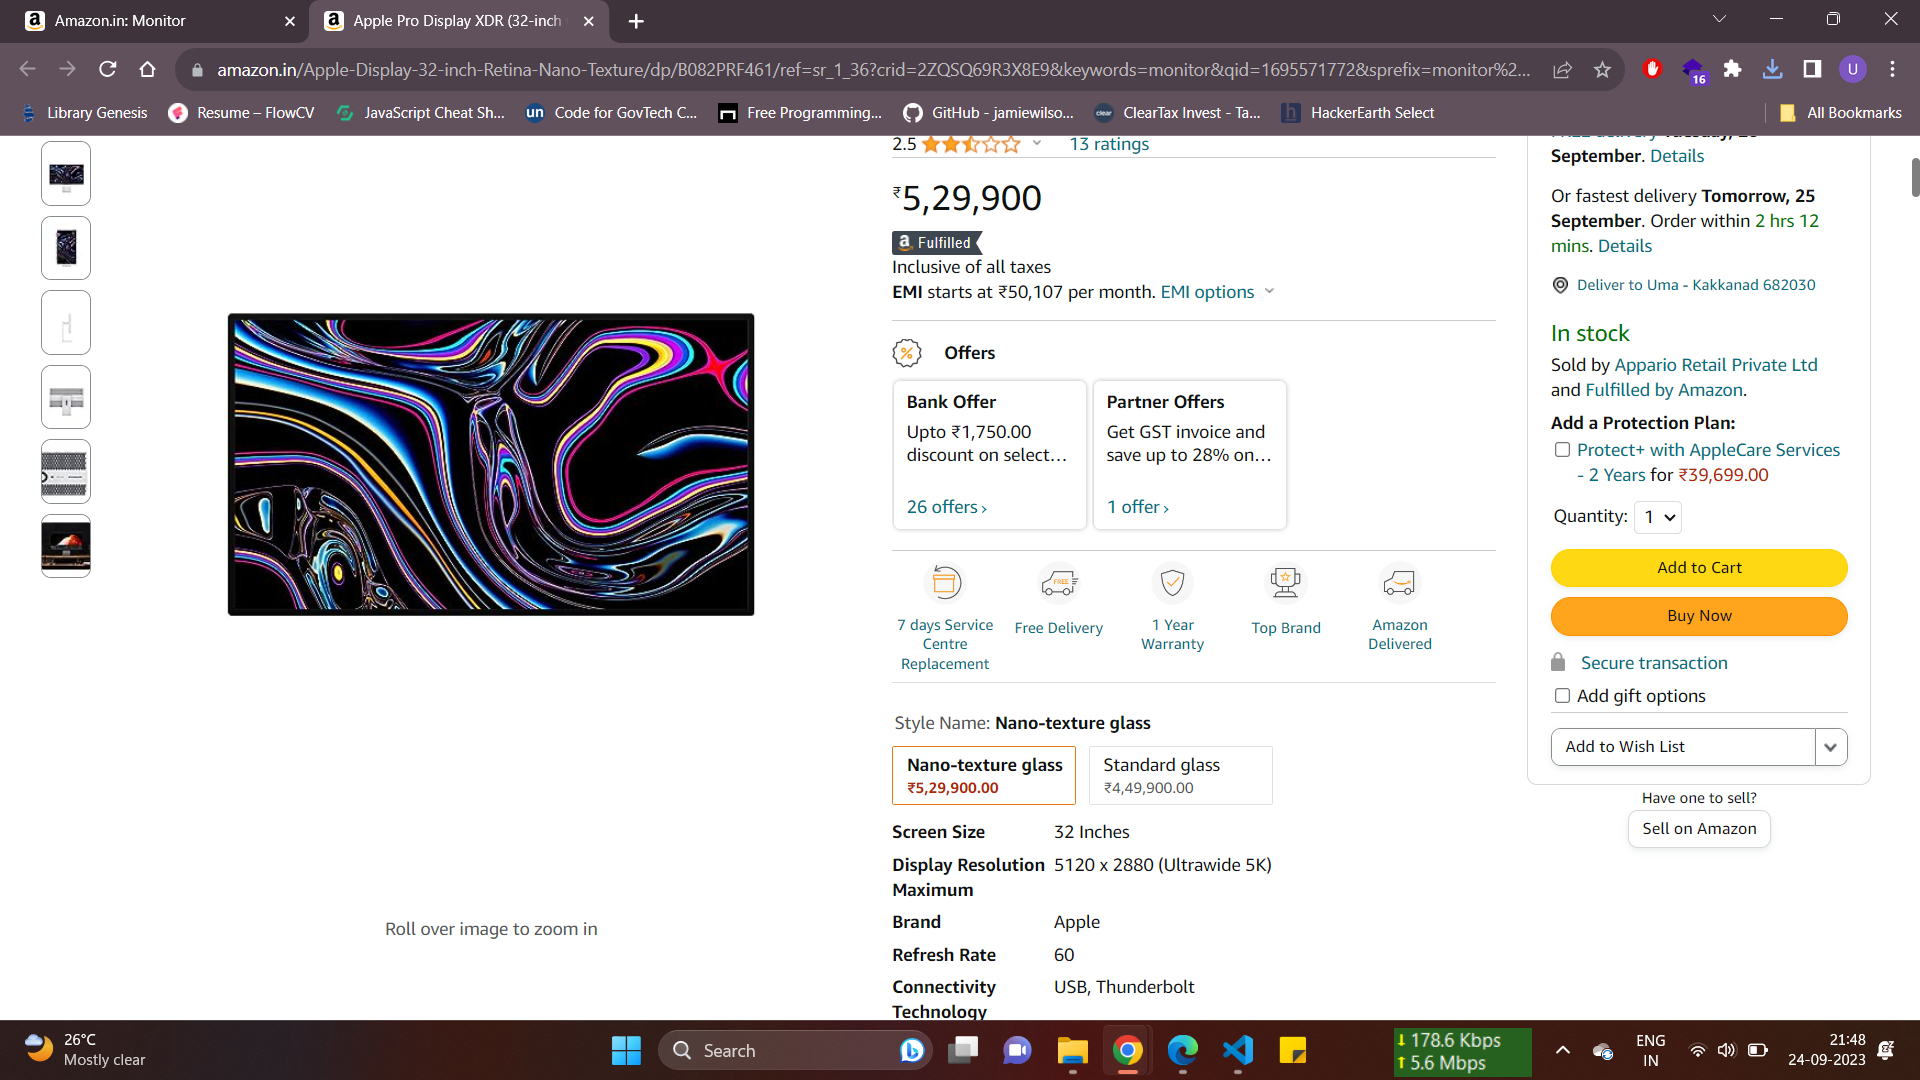 Amazon.in: Monitor
Apple Pro Display XDR (32-inch
amazon.in/Apple-Display-32-inch-Retina-Nano-Texture/dp/B082PRF461/ref=sr_1_36?crid=2ZQSQ69R3X8E9&keywords=monitor&qid=1695571772&sprefix=monitor%2...
16
U
Library Genesis
Resume – FlowCV
JavaScript Cheat Sh...
un Code for GovTech C...
Free Programming...
GitHub - jamiewilso...
clear ClearTax Invest - Ta...
h HackerEarth Select
All Bookmarks
2.5
13 ratings
₹5,29,900
a Fulfilled
Inclusive of all taxes
EMI starts at ₹50,107 per month. EMI options
Offers
Bank Offer
Upto ₹1,750.00
discount on select…
26 offers ›
Partner Offers
Get GST invoice and
save up to 28% on…
1 offer ›
7 days Service
Centre
Replacement
FREE
Free Delivery
1 Year
Warranty
Top Brand
Amazon
Delivered
Style Name: Nano-texture glass
Nano-texture glass
₹5,29,900.00
Standard glass
₹4,49,900.00
Screen Size 32 Inches
Display Resolution 5120 x 2880 (Ultrawide 5K)
Maximum
Brand Apple
Refresh Rate 60
Connectivity USB, Thunderbolt
Technology
Roll over image to zoom in
September. Details
Or fastest delivery Tomorrow, 25
September. Order within 2 hrs 12
mins. Details
Deliver to Uma - Kakkanad 682030
In stock
Sold by Appario Retail Private Ltd
and Fulfilled by Amazon.
Add a Protection Plan:
Protect+ with AppleCare Services
- 2 Years for ₹39,699.00
Quantity: 1
Add to Cart
Buy Now
Secure transaction
Add gift options
Add to Wish List
Have one to sell?
Sell on Amazon
26°C
Mostly clear
Search
178.6 Kbps
5.6 Mbps
ENG
IN
21:48
24-09-2023